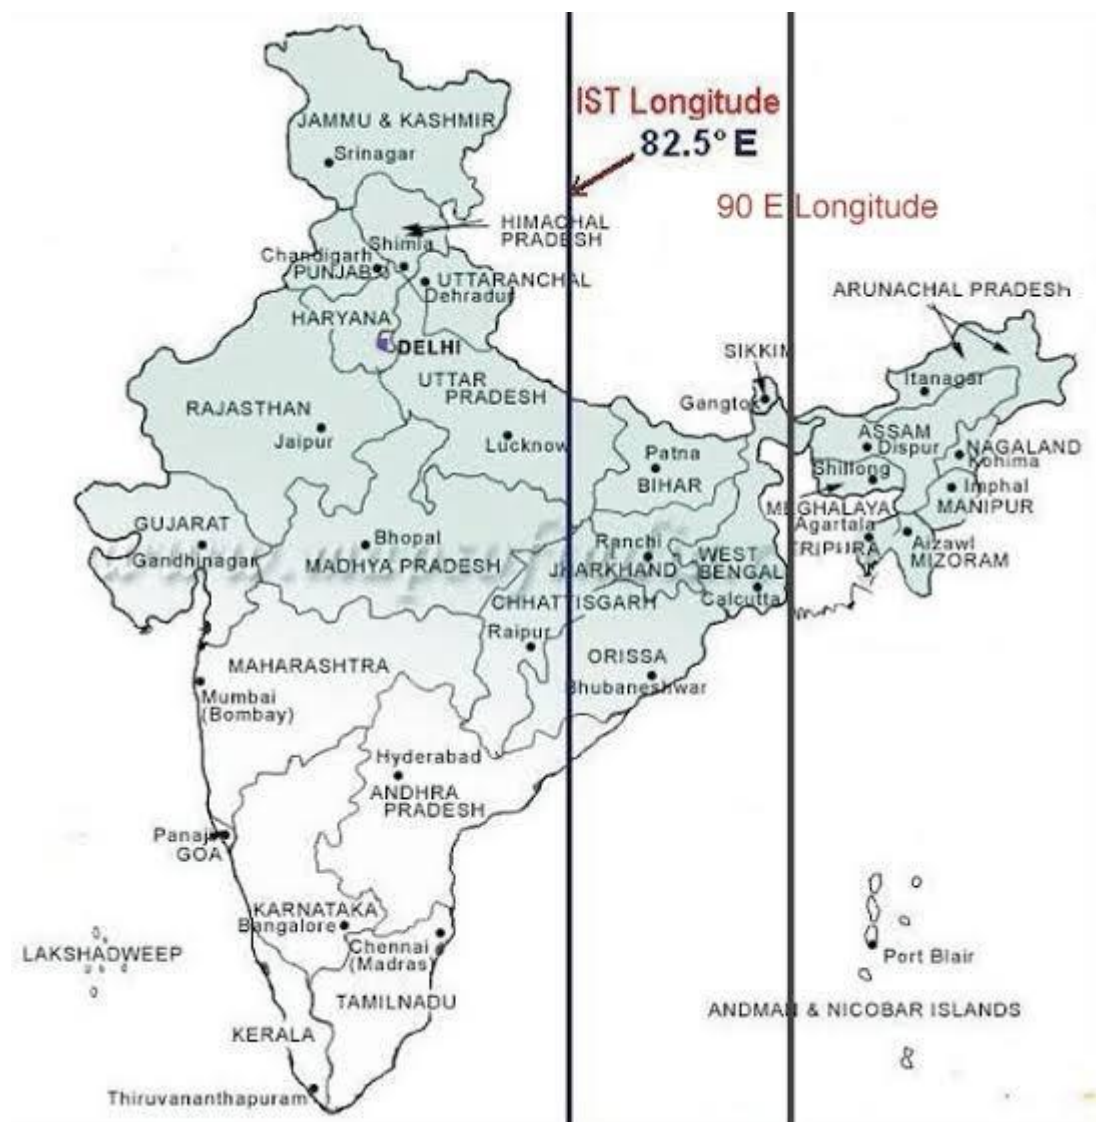 IST Longitude
82.5° E
90 E Longitude
JAMMU & KASHMIR
Srinagar
HIMACHAL
PRADESH
Shimla
Chandigarh
PUNJAB
UTTARANCHAL
Dehradun
HARYANA
DELHI
ARUNACHAL PRADESH
SIKKIM
Itanagar
UTTAR
PRADESH
Gangtok
RAJASTHAN
Jaipur
Lucknow
ASSAM
Dispur
NAGALAND
Kohima
Patna
BIHAR
Shillong
Imphal
MANIPUR
MEGHALAYA
Agartala
TRIPURA
Aizawl
MIZORAM
GUJARAT
Gandhinagar
Bhopal
MADHYA PRADESH
Ranchi
JHARKHAND
WEST
BENGAL
Calcutta
CHHATTISGARH
Raipur
ORISSA
Bhubaneshwar
MAHARASHTRA
Mumbai
(Bombay)
Hyderabad
ANDHRA
PRADESH
Panaji
GOA
KARNATAKA
Bangalore
Chennai
(Madras)
LAKSHADWEEP
Port Blair
TAMILNADU
ANDMAN & NICOBAR ISLANDS
KERALA
Thiruvananthapuram